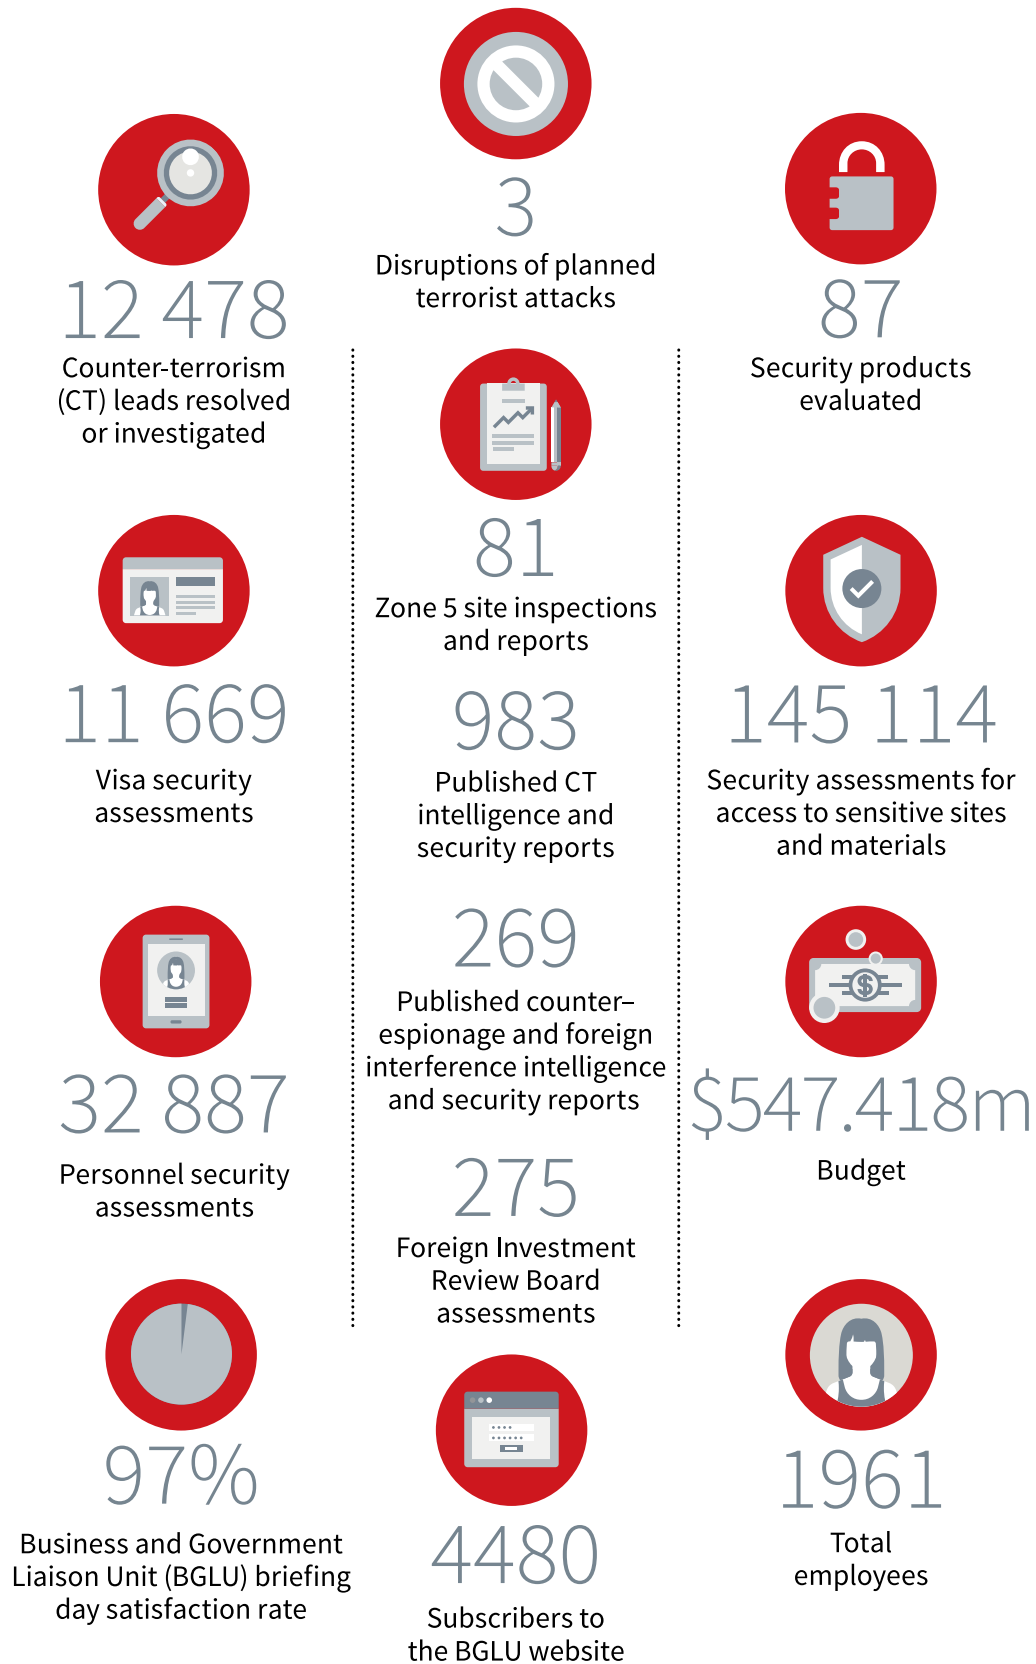 3
Disruptions of planned
terrorist attacks
12 478
Counter-terrorism
(CT) leads resolved
or investigated
87
Security products
evaluated
81
Zone 5 site inspections
and reports
11 669
Visa security
assessments
983
Published CT
intelligence and
security reports
145 114
Security assessments for
access to sensitive sites
and materials
269
Published counter–
espionage and foreign
interference intelligence
and security reports
32 887
Personnel security
assessments
$547.418m
Budget
275
Foreign Investment
Review Board
assessments
97%
Business and Government
Liaison Unit (BGLU) briefing
day satisfaction rate
4480
Subscribers to
the BGLU website
1961
Total
employees